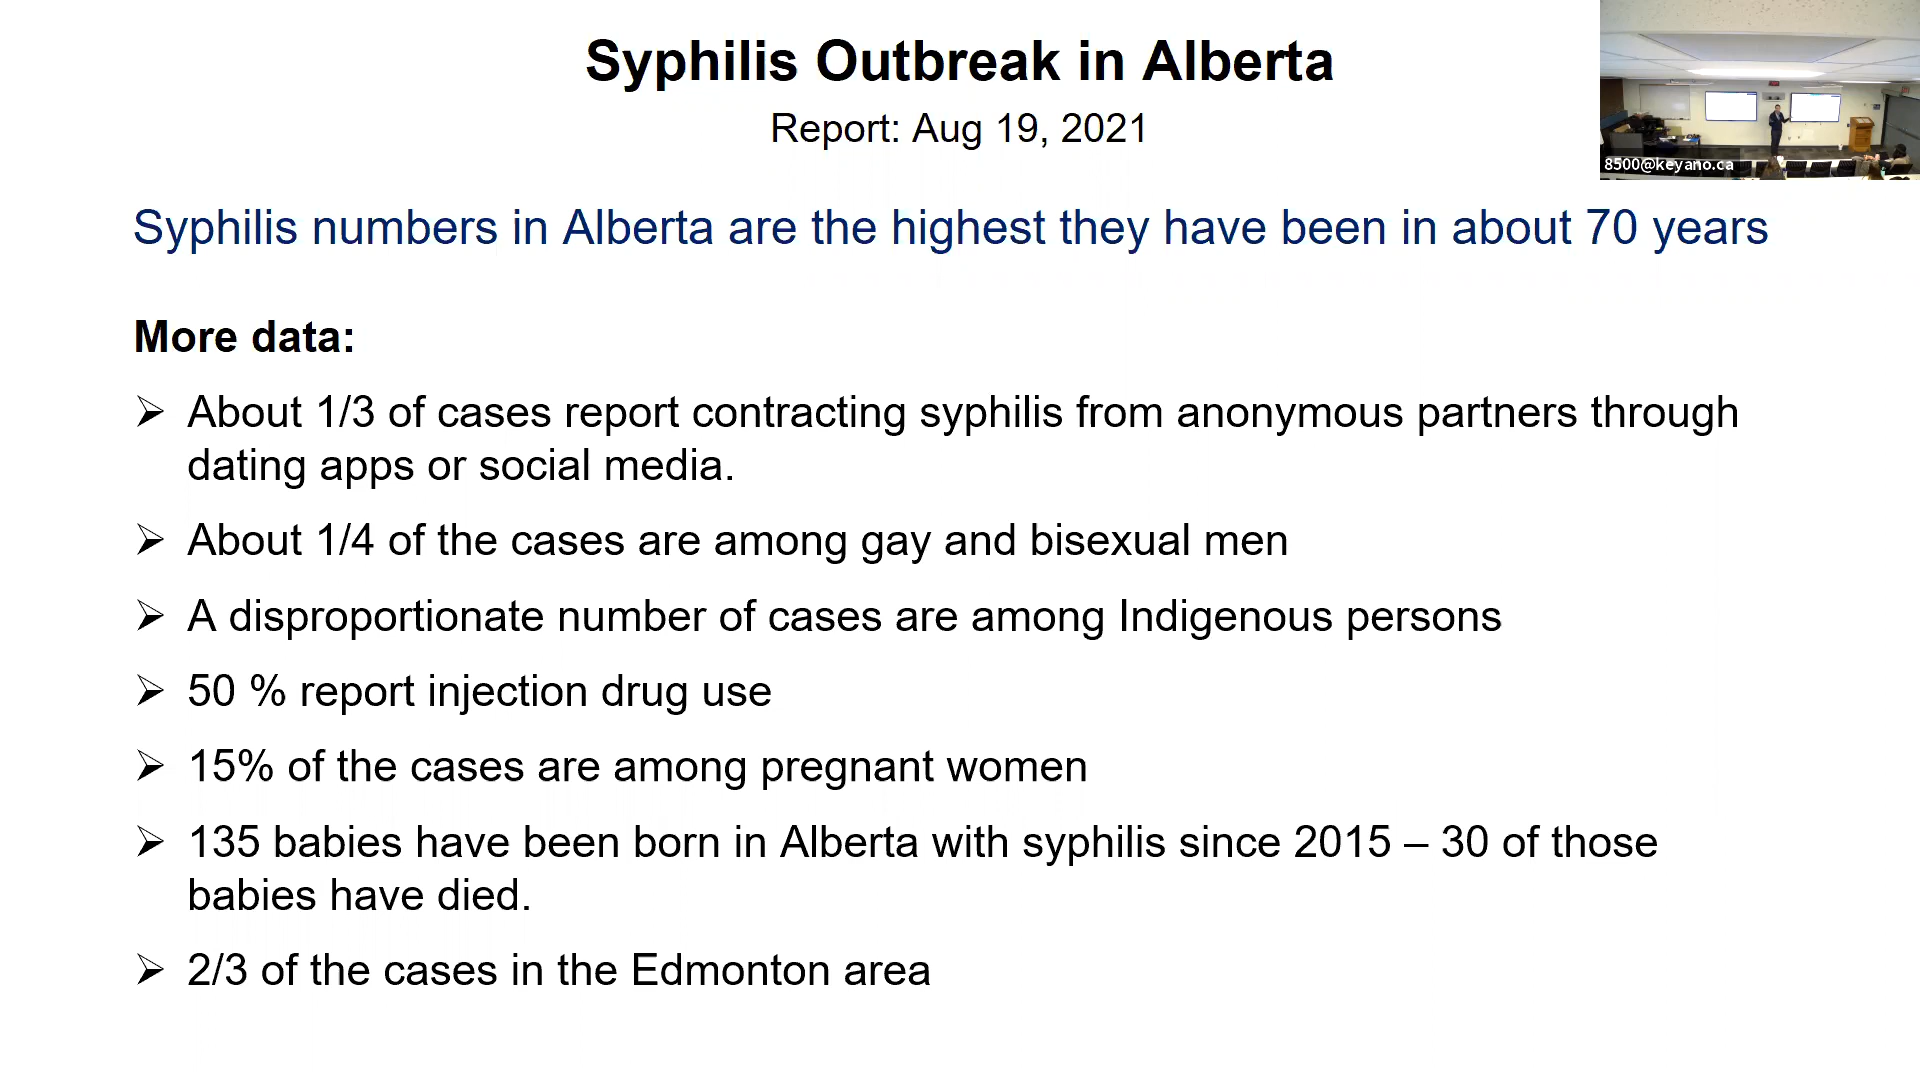 Syphilis Outbreak in Alberta
Report: Aug 19, 2021
8500@keyano.ca
Syphilis numbers in Alberta are the highest they have been in about 70 years
More data:
➢ About 1/3 of cases report contracting syphilis from anonymous partners through
dating apps or social media.
➢ About 1/4 of the cases are among gay and bisexual men
➢ A disproportionate number of cases are among Indigenous persons
➢ 50 % report injection drug use
➢ 15% of the cases are among pregnant women
➢ 135 babies have been born in Alberta with syphilis since 2015 – 30 of those
babies have died.
➢ 2/3 of the cases in the Edmonton area